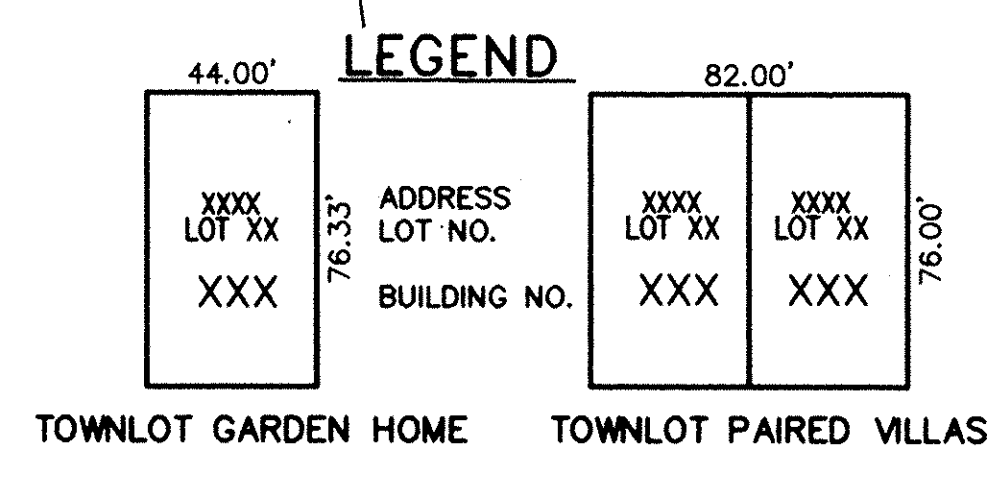 LEGEND
44.00'
82.00'
XXXX
LOT XX
XXX
76.33'
ADDRESS
LOT NO.
BUILDING NO.
XXXX
LOT XX
XXX
XXXX
LOT XX
XXX
76.00'
TOWNLOT GARDEN HOME
TOWNLOT PAIRED VILLAS